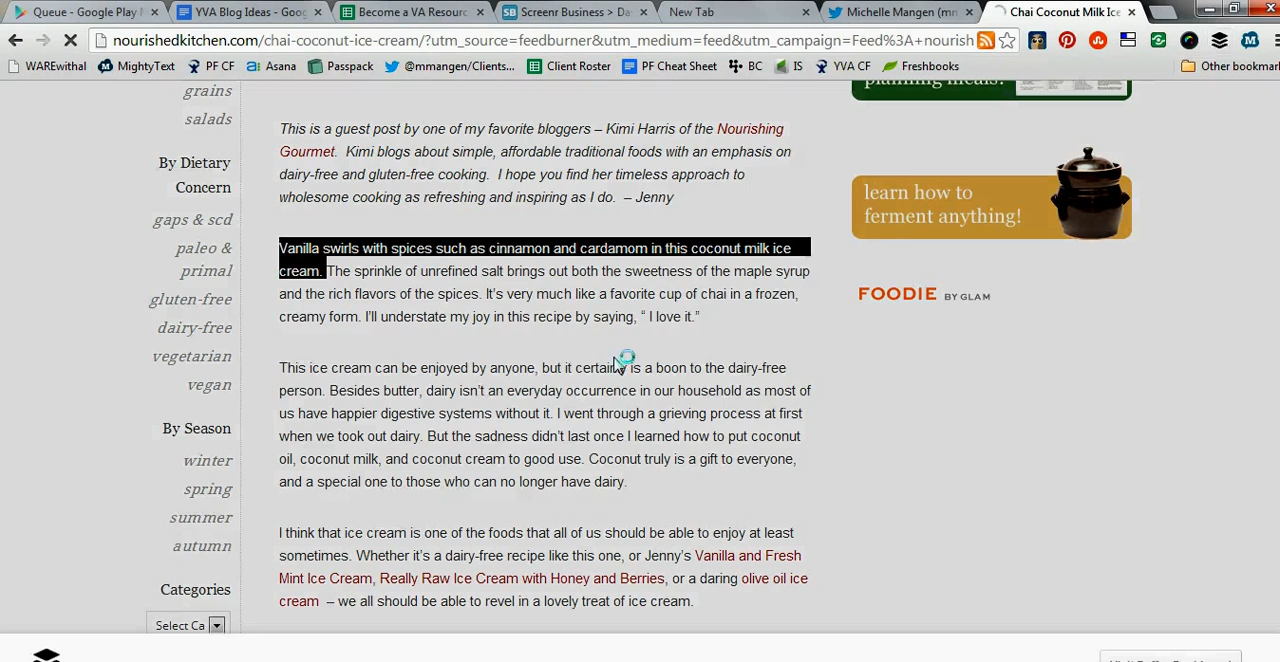 Queue - Google Play M
YVA Blog Ideas - Goog
Become a VA Resourc
Screenr Business > Da
New Tab
Michelle Mangen (mm
Chai Coconut Milk Ice
nourishedkitchen.com/chai-coconut-ice-cream/?utm_source=feedburner&utm_medium=feed&utm_campaign=Feed%3A+nourish
WAREwithal
MightyText
PF CF
Asana
Passpack
@mmangen/Clients...
Client Roster
PF Cheat Sheet
BC
IS
YVA CF
Freshbooks
Other bookmar
grains
salads
By Dietary
Concern
gaps & scd
paleo &
primal
gluten-free
dairy-free
vegetarian
vegan
By Season
winter
spring
summer
autumn
Categories
Select Ca
This is a guest post by one of my favorite bloggers – Kimi Harris of the Nourishing
Gourmet. Kimi blogs about simple, affordable traditional foods with an emphasis on
dairy-free and gluten-free cooking. I hope you find her timeless approach to
wholesome cooking as refreshing and inspiring as I do. – Jenny
Vanilla swirls with spices such as cinnamon and cardamom in this coconut milk ice
cream. The sprinkle of unrefined salt brings out both the sweetness of the maple syrup
and the rich flavors of the spices. It's very much like a favorite cup of chai in a frozen,
creamy form. I'll understate my joy in this recipe by saying, “ I love it.”
This ice cream can be enjoyed by anyone, but it certainly is a boon to the dairy-free
person. Besides butter, dairy isn't an everyday occurrence in our household as most of
us have happier digestive systems without it. I went through a grieving process at first
when we took out dairy. But the sadness didn't last once I learned how to put coconut
oil, coconut milk, and coconut cream to good use. Coconut truly is a gift to everyone,
and a special one to those who can no longer have dairy.
I think that ice cream is one of the foods that all of us should be able to enjoy at least
sometimes. Whether it's a dairy-free recipe like this one, or Jenny's Vanilla and Fresh
Mint Ice Cream, Really Raw Ice Cream with Honey and Berries, or a daring olive oil ice
cream – we all should be able to revel in a lovely treat of ice cream.
planning meals!
learn how to
ferment anything!
FOODIE BY GLAM